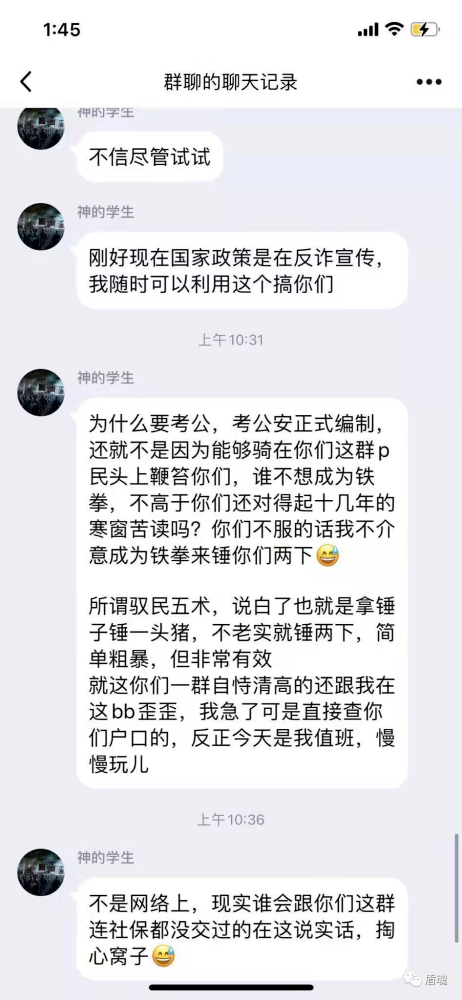 1:45
群聊的聊天记录
神的学生
不信尽管试试
神的学生
刚好现在国家政策是在反诈宣传，
我随时可以利用这个搞你们
上午10:31
神的学生
为什么要考公，考公安正式编制，
还就不是因为能够骑在你们这群p
民头上鞭笞你们，谁不想成为铁
拳，不高于你们还对得起十几年的
寒窗苦读吗？你们不服的话我不介
意成为铁拳来锤你们两下😅
所谓驭民五术，说白了也就是拿锤
子锤一头猪，不老实就锤两下，简
单粗暴，但非常有效
就这你们一群自恃清高的还跟我在
这bb歪歪，我急了可是直接查你
们户口的，反正今天是我值班，慢
慢玩儿
上午10:36
神的学生
不是网络上，现实谁会跟你们这群
连社保都没交过的在这说实话，掏
心窝子😅
盾魂